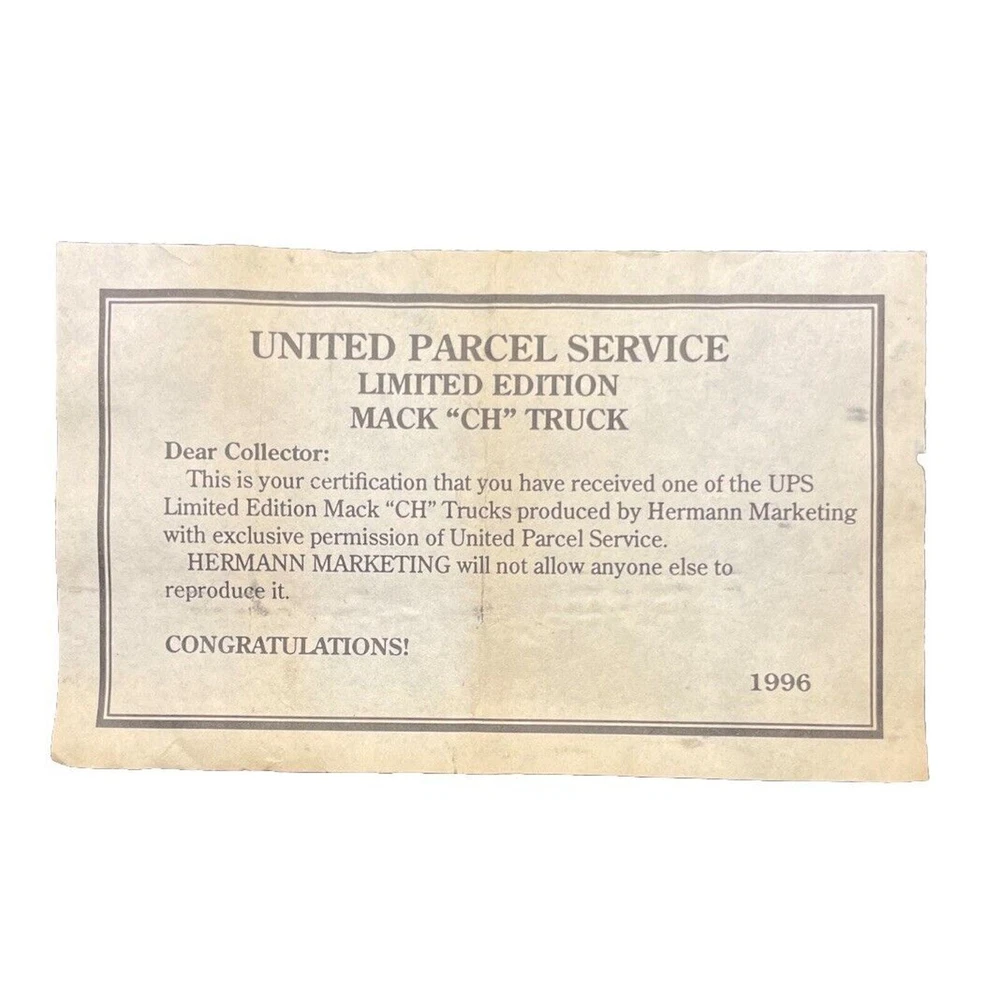 UNITED PARCEL SERVICE
LIMITED EDITION
MACK “CH” TRUCK
Dear Collector:
This is your certification that you have received one of the UPS
Limited Edition Mack “CH” Trucks produced by Hermann Marketing
with exclusive permission of United Parcel Service.
HERMANN MARKETING will not allow anyone else to
reproduce it.
CONGRATULATIONS!
1996